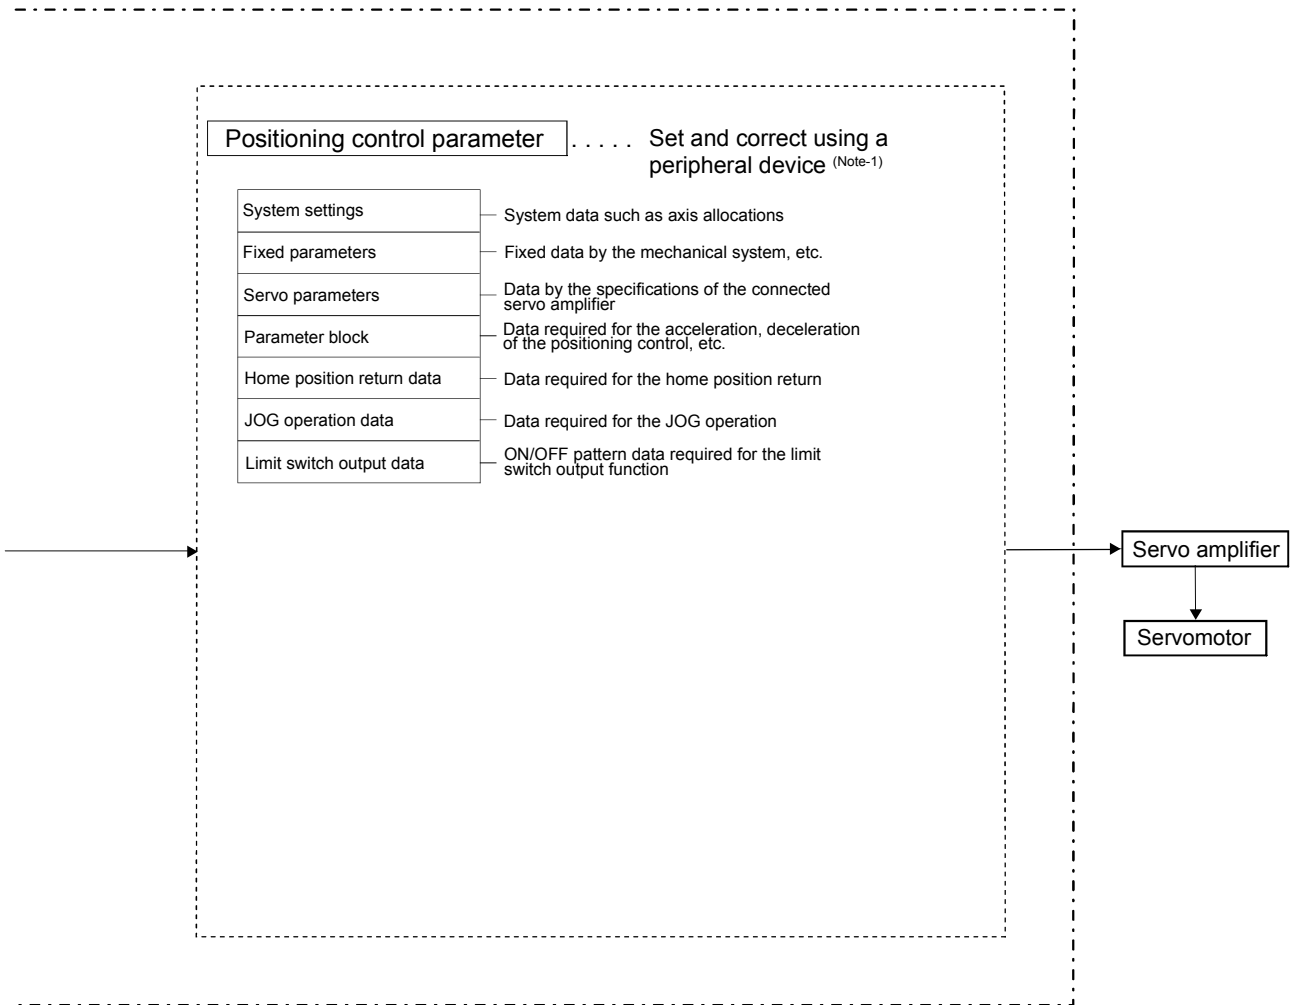 Positioning control parameter . . . . . Set and correct using a
peripheral device (Note-1)
System settings
System data such as axis allocations
Fixed parameters
Fixed data by the mechanical system, etc.
Servo parameters
Data by the specifications of the connected
servo amplifier
Parameter block
Data required for the acceleration, deceleration
of the positioning control, etc.
Home position return data
Data required for the home position return
JOG operation data
Data required for the JOG operation
Limit switch output data
ON/OFF pattern data required for the limit
switch output function
Servo amplifier
Servomotor